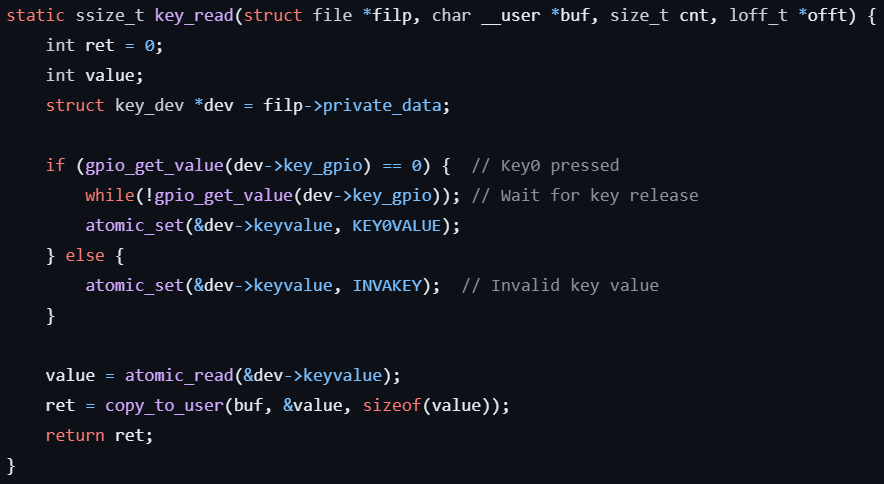 static ssize_t key_read(struct file *filp, char __user *buf, size_t cnt, loff_t *offt) {
    int ret = 0;
    int value;
    struct key_dev *dev = filp->private_data;

    if (gpio_get_value(dev->key_gpio) == 0) {  // Key0 pressed
        while(!gpio_get_value(dev->key_gpio)); // Wait for key release
        atomic_set(&dev->keyvalue, KEY0VALUE);
    } else {
        atomic_set(&dev->keyvalue, INVAKEY);  // Invalid key value
    }

    value = atomic_read(&dev->keyvalue);
    ret = copy_to_user(buf, &value, sizeof(value));
    return ret;
}